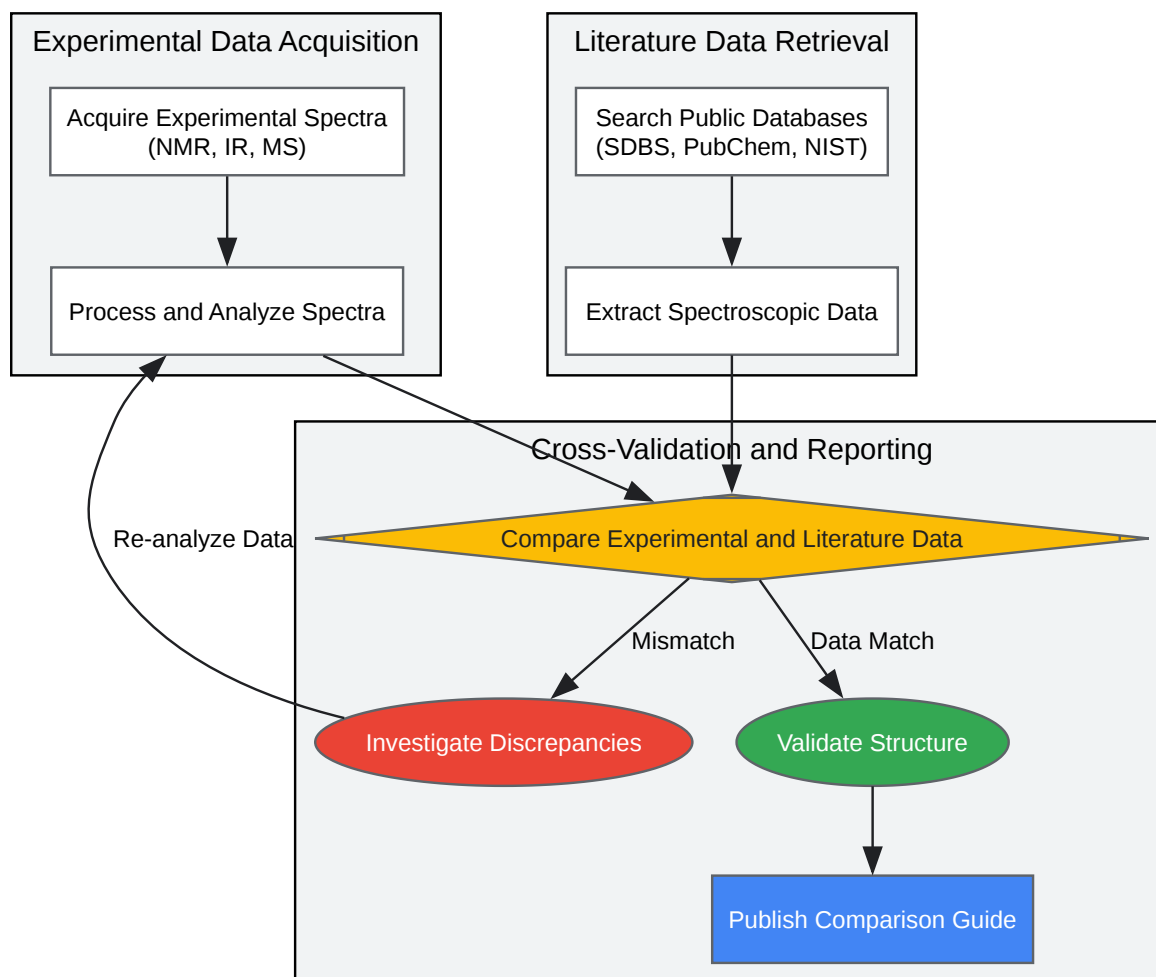 Experimental Data Acquisition
Acquire Experimental Spectra
(NMR, IR, MS)
Process and Analyze Spectra
Literature Data Retrieval
Search Public Databases
(SDBS, PubChem, NIST)
Extract Spectroscopic Data
Cross-Validation and Reporting
Compare Experimental and Literature Data
Re-analyze Data
Mismatch
Data Match
Investigate Discrepancies
Validate Structure
Publish Comparison Guide